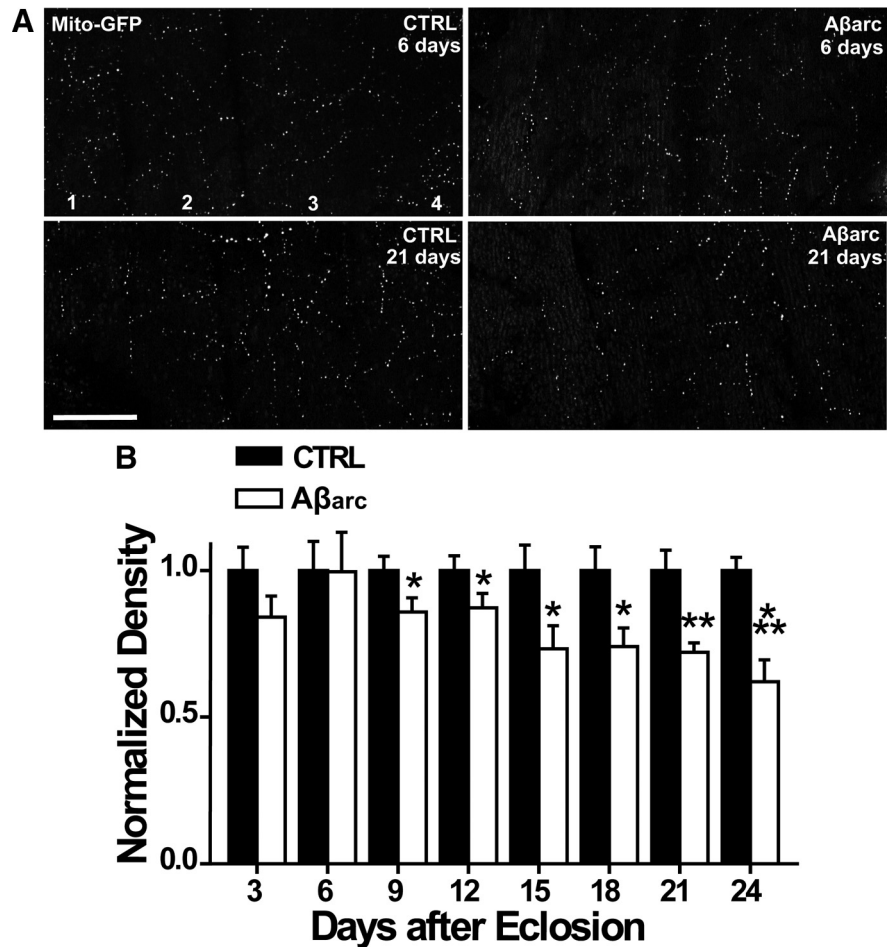 A
Mito-GFP
CTRL
6 days
Aβarc
6 days
1 2 3 4
CTRL
21 days
Aβarc
21 days
B
CTRL
Aβarc
Normalized Density
1.0
0.5
0.0
* * * * ** ***
3 6 9 12 15 18 21 24
Days after Eclosion